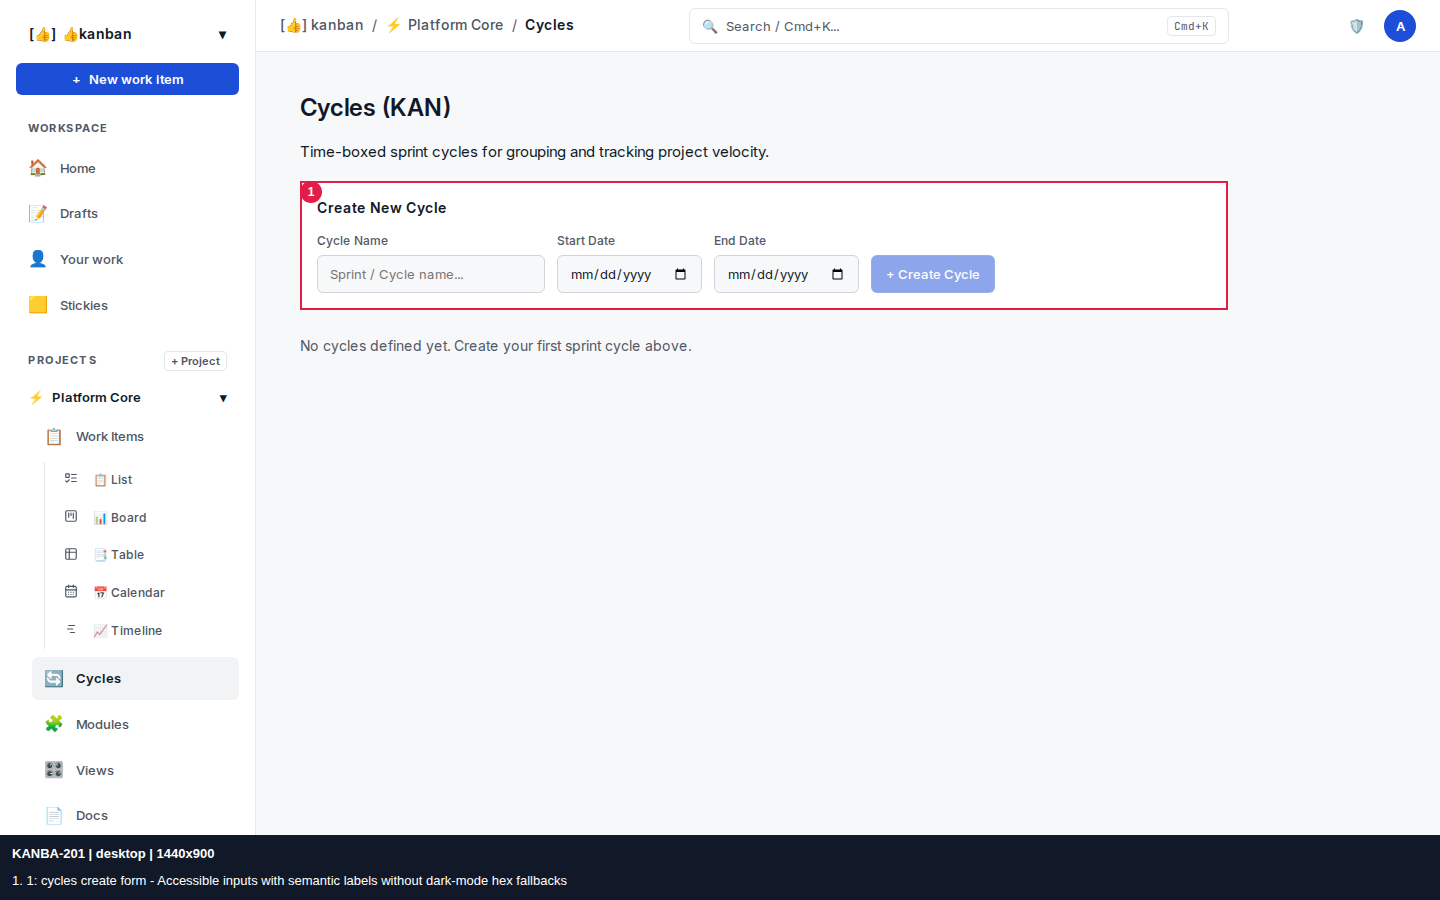 [👍] 👍kanban ▼
+ New work item
WORKSPACE
🏠 Home
📝 Drafts
👤 Your work
🟨 Stickies
PROJECTS + Project
⚡ Platform Core ▼
📋 Work Items
📋 List
📊 Board
📑 Table
📅 Calendar
📈 Timeline
🔄 Cycles
🧩 Modules
🎛️ Views
📄 Docs
[👍] kanban / ⚡ Platform Core / Cycles
🔍 Search / Cmd+K... Cmd+K
🛡️ A
Cycles (KAN)
Time-boxed sprint cycles for grouping and tracking project velocity.
1
Create New Cycle
Cycle Name Start Date End Date
Sprint / Cycle name... mm/dd/yyyy mm/dd/yyyy + Create Cycle
No cycles defined yet. Create your first sprint cycle above.
KANBA-201 | desktop | 1440x900
1. 1: cycles create form - Accessible inputs with semantic labels without dark-mode hex fallbacks